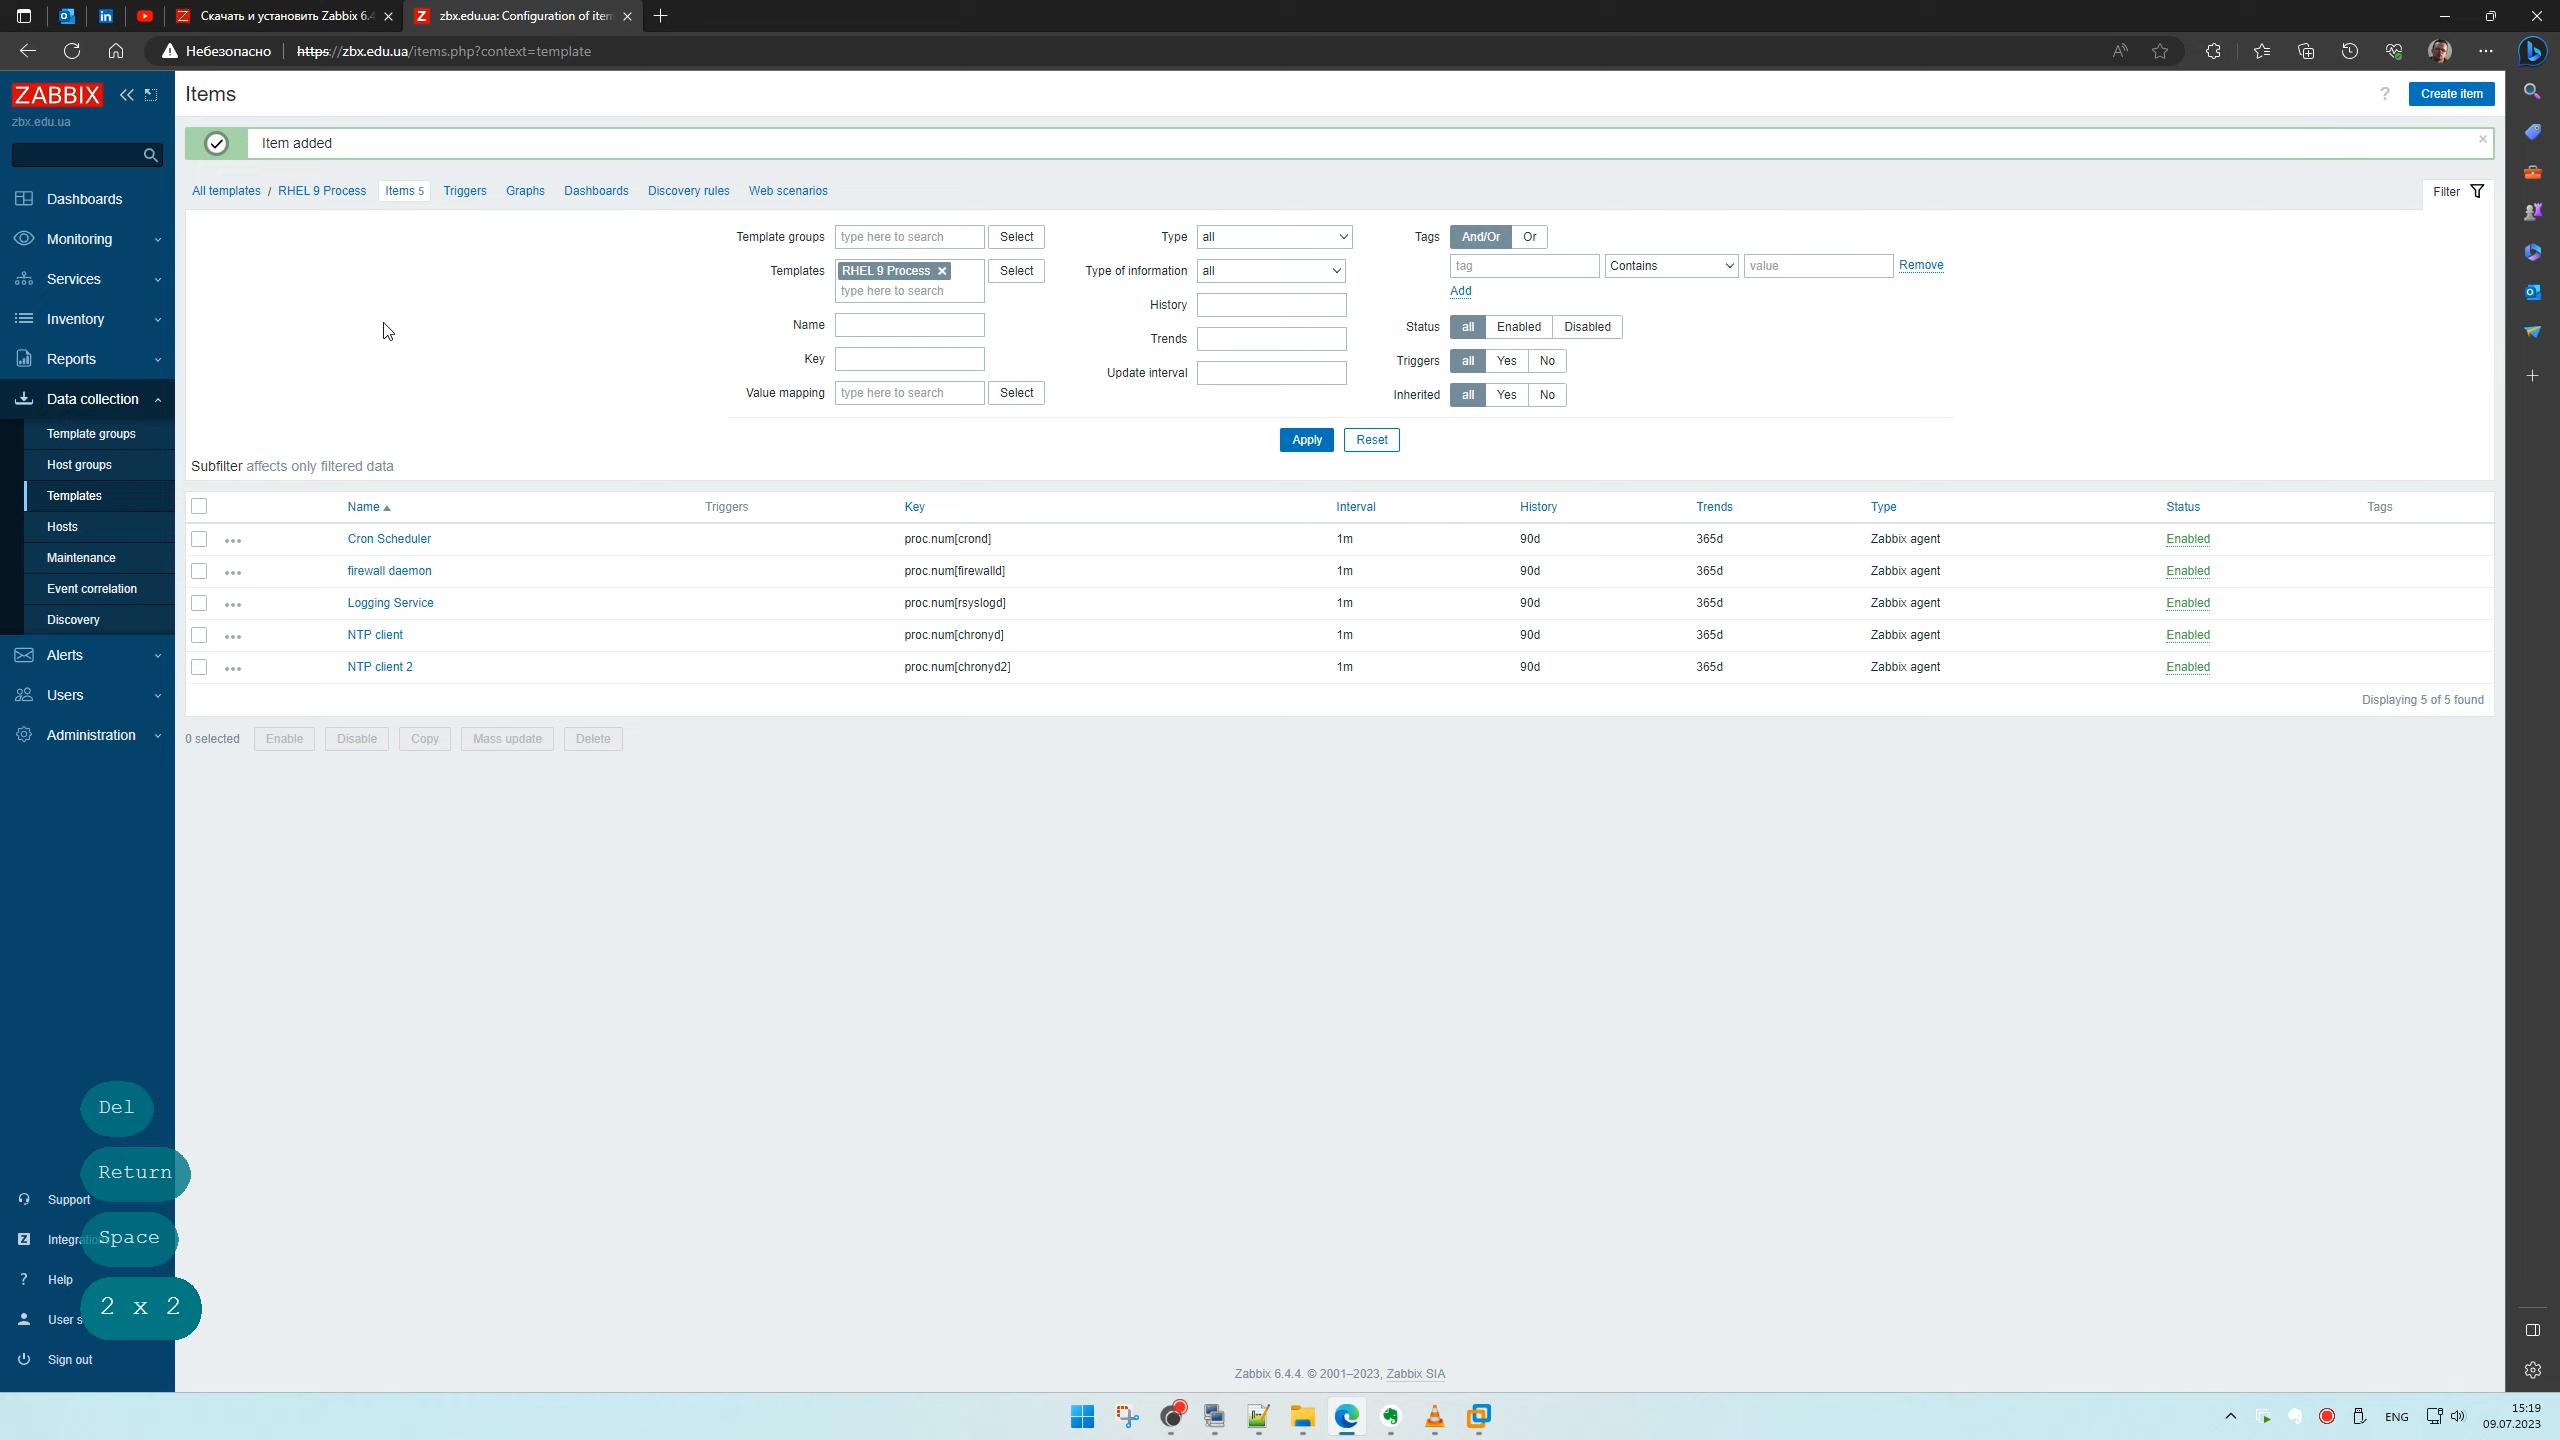 Скачать и установить Zabbix 6.4
zbx.edu.ua: Configuration of iten
Небезопасно
https://zbx.edu.ua/items.php?context=template
ZABBIX
zbx.edu.ua
Dashboards
Monitoring
Services
Inventory
Reports
Data collection
Template groups
Host groups
Templates
Hosts
Maintenance
Event correlation
Discovery
Alerts
Users
Administration
Support
Integrations
Help
User s
Sign out
Del
Return
Space
2 x 2
Items
?
Create item
Item added
All templates / RHEL 9 Process Items 5 Triggers Graphs Dashboards Discovery rules Web scenarios
Filter
Template groups type here to search Select
Templates RHEL 9 Process Select
type here to search
Name
Key
Value mapping type here to search Select
Type all
Type of information all
History
Trends
Update interval
Tags And/Or Or
tag Contains value Remove
Add
Status all Enabled Disabled
Triggers all Yes No
Inherited all Yes No
Apply Reset
Subfilter affects only filtered data
Name Triggers Key Interval History Trends Type Status Tags
Cron Scheduler proc.num[crond] 1m 90d 365d Zabbix agent Enabled
firewall daemon proc.num[firewalld] 1m 90d 365d Zabbix agent Enabled
Logging Service proc.num[rsyslogd] 1m 90d 365d Zabbix agent Enabled
NTP client proc.num[chronyd] 1m 90d 365d Zabbix agent Enabled
NTP client 2 proc.num[chronyd2] 1m 90d 365d Zabbix agent Enabled
Displaying 5 of 5 found
0 selected Enable Disable Copy Mass update Delete
Zabbix 6.4.4. © 2001–2023, Zabbix SIA
ENG
15:19
09.07.2023